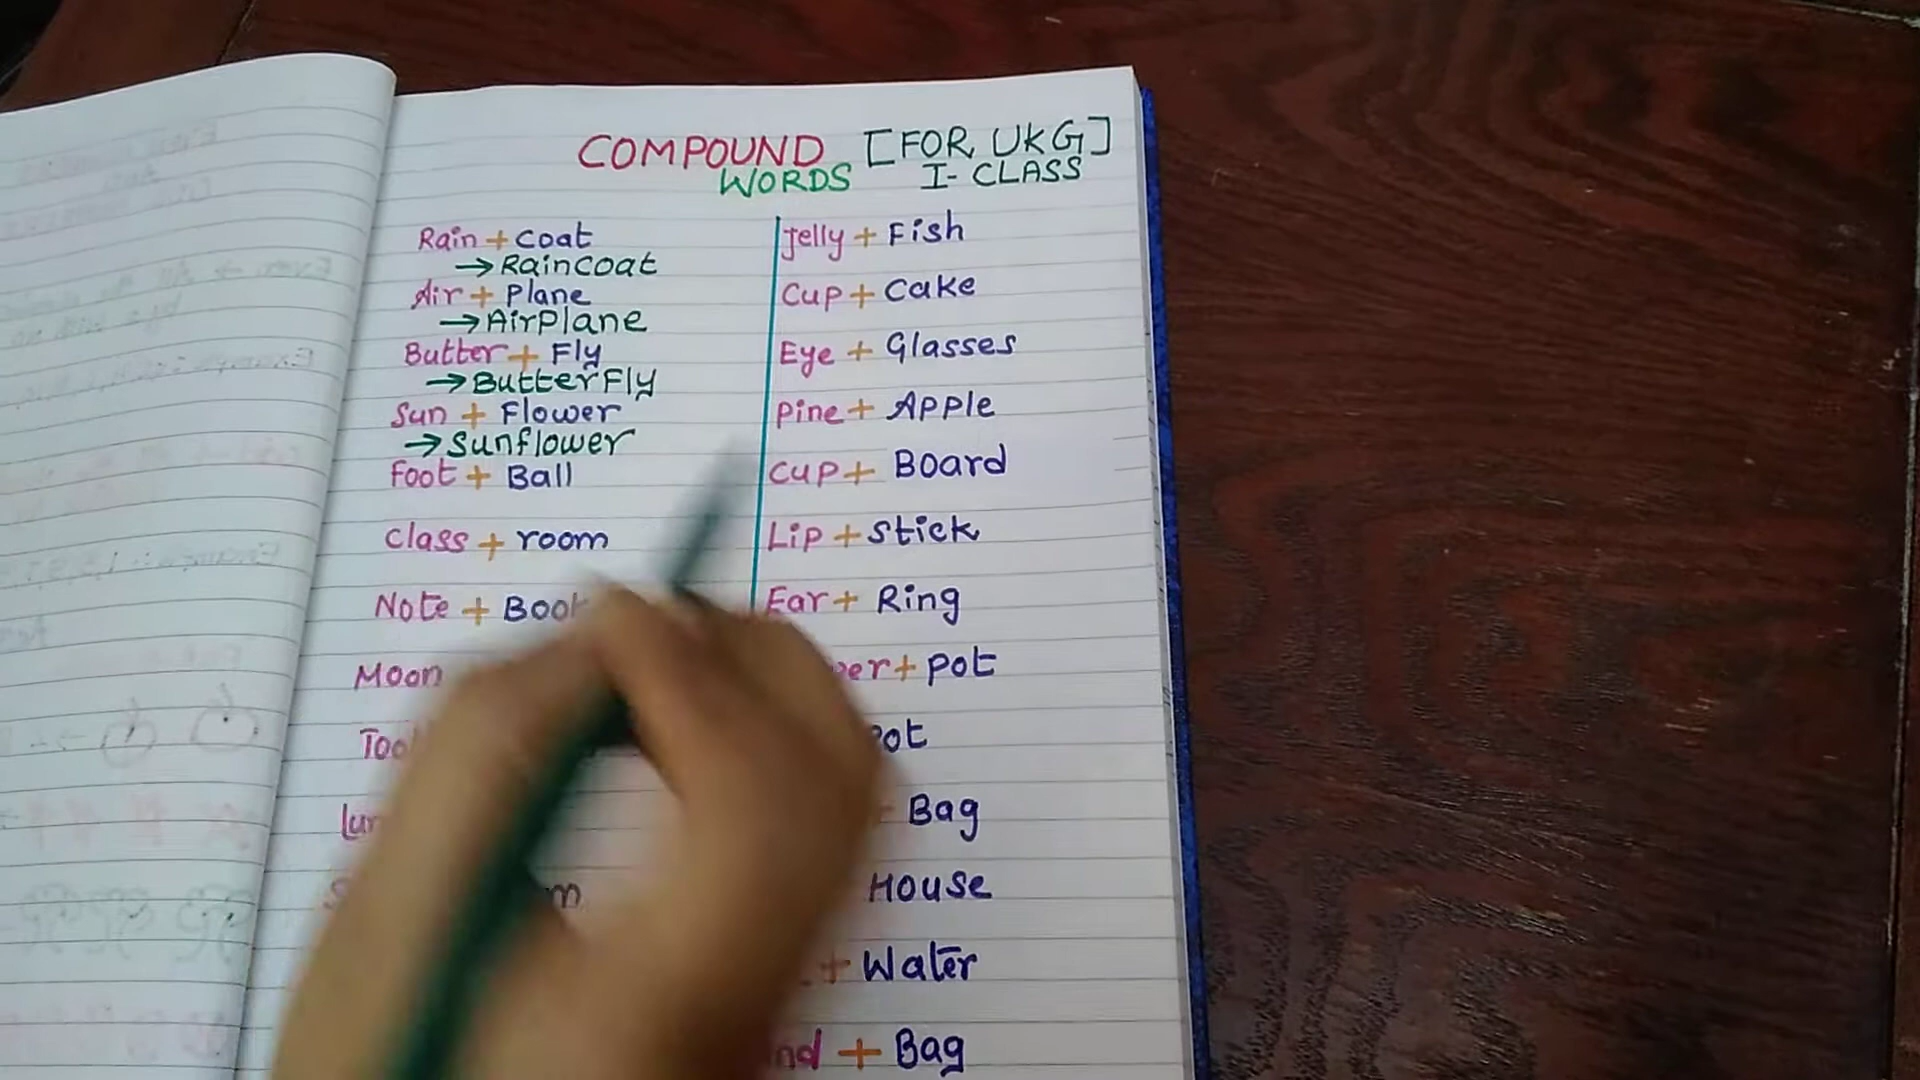 COMPOUND [FOR UKG]
WORDS I- CLASS
Rain + Coat
→ RainCoat
Air + Plane
→ AirPlane
Butter + Fly
→ ButterFly
Sun + Flower
→ Sunflower
Foot + Ball
Class + room
Note + Book
Moon
Jelly + Fish
Cup + Cake
Eye + Glasses
Pine + Apple
Cup + Board
Lip + Stick
Ear + Ring
+ Pot
Bag
House
+ Water
+ Bag